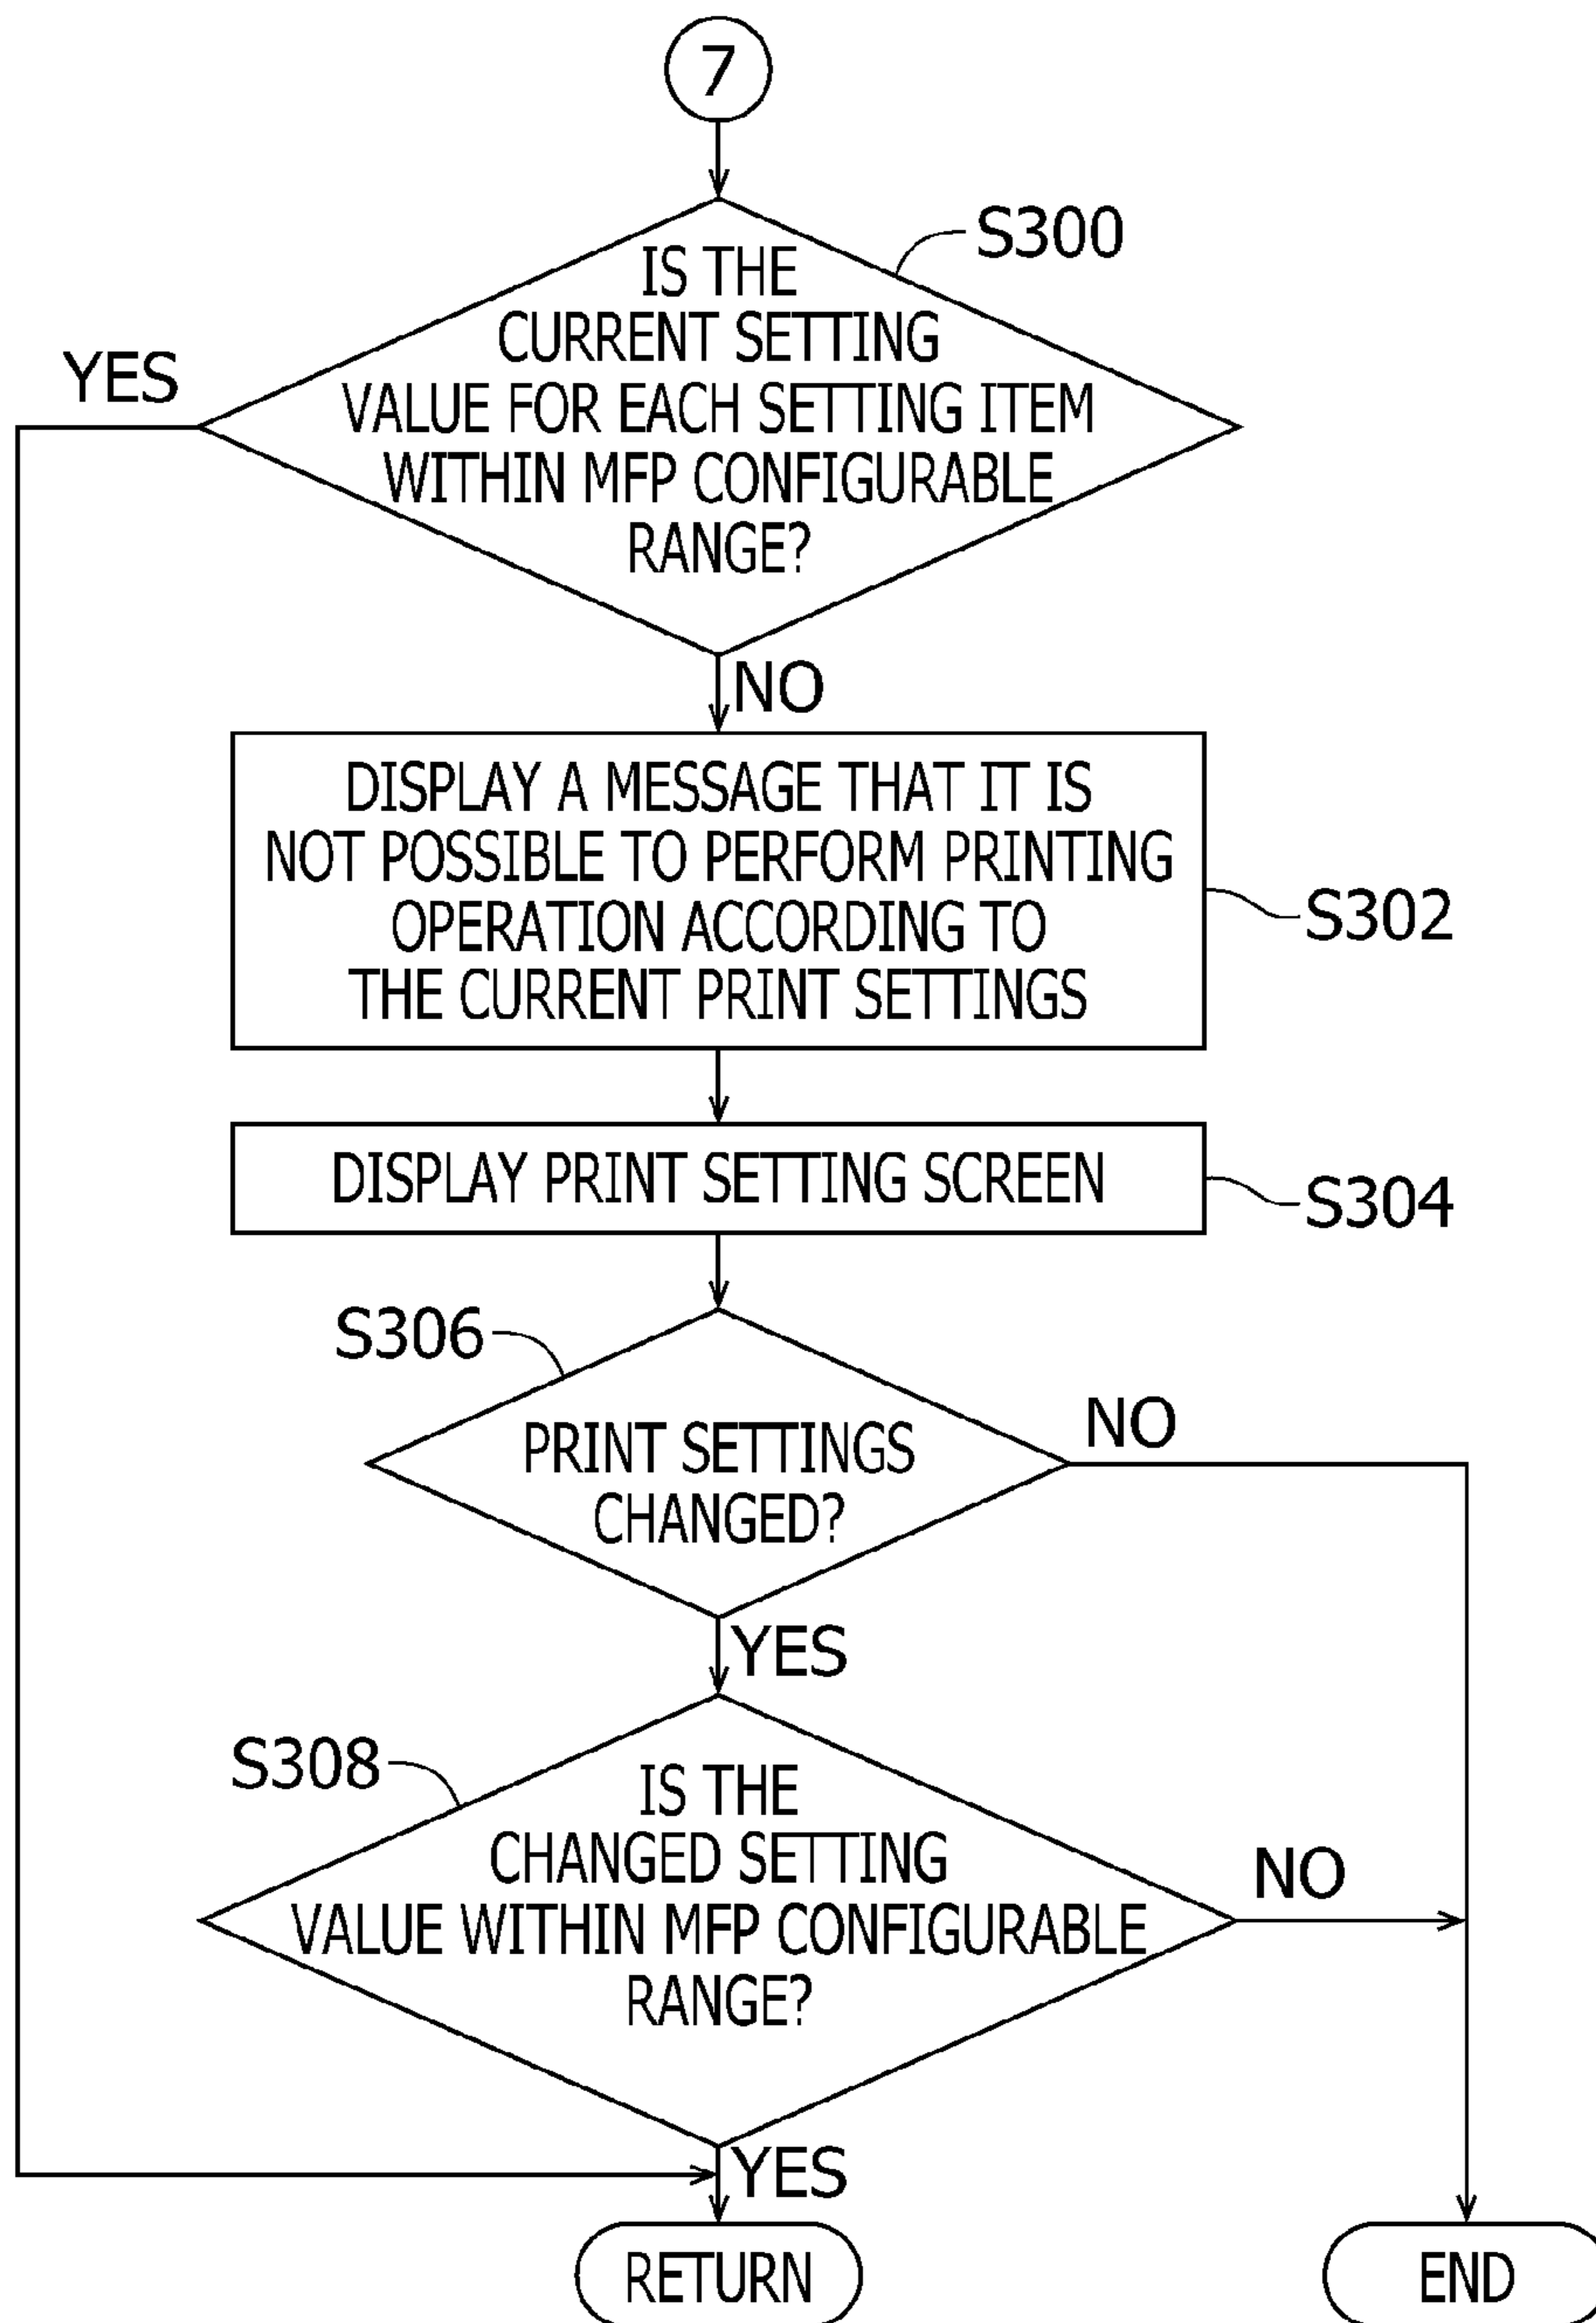 7
S300
IS THE
CURRENT SETTING
VALUE FOR EACH SETTING ITEM
WITHIN MFP CONFIGURABLE
RANGE?
YES
NO
DISPLAY A MESSAGE THAT IT IS
NOT POSSIBLE TO PERFORM PRINTING
OPERATION ACCORDING TO
THE CURRENT PRINT SETTINGS
S302
DISPLAY PRINT SETTING SCREEN
S304
S306
PRINT SETTINGS
CHANGED?
NO
YES
S308
IS THE
CHANGED SETTING
VALUE WITHIN MFP CONFIGURABLE
RANGE?
NO
YES
RETURN
END